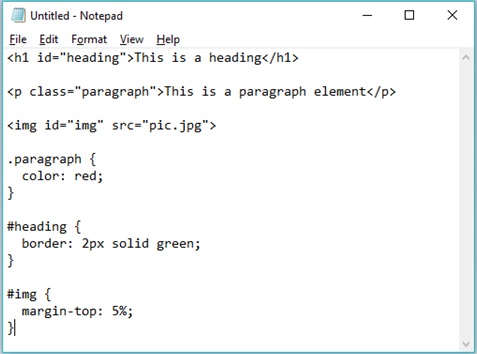 Untitled - Notepad
File Edit Format View Help
<h1 id="heading">This is a heading</h1>
<p class="paragraph">This is a paragraph element</p>
<img id="img" src="pic.jpg">
.paragraph {
  color: red;
}
#heading {
  border: 2px solid green;
}
#img {
  margin-top: 5%;
}